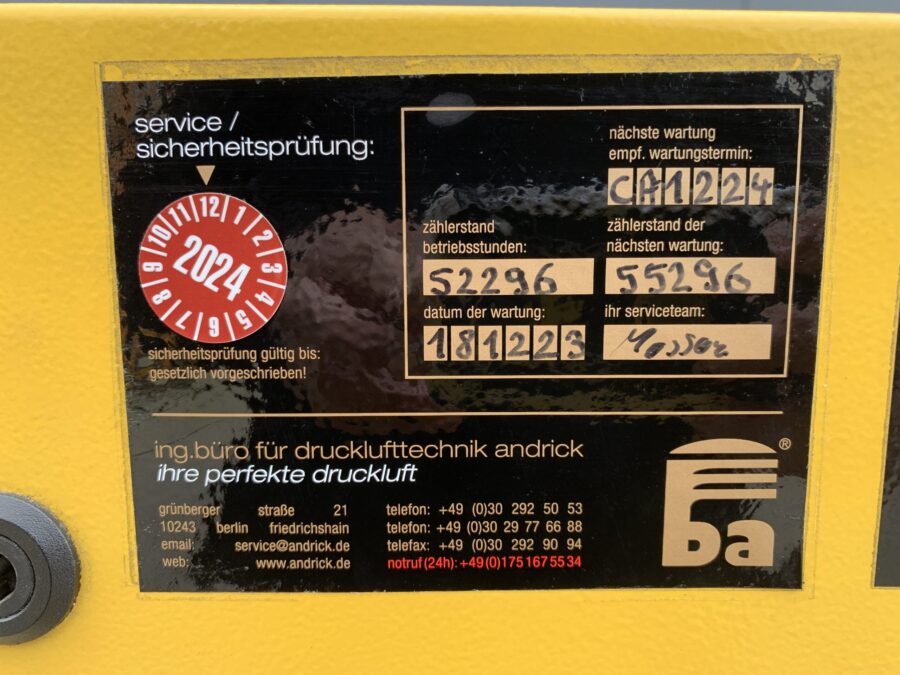 service /
sicherheitsprüfung:
10 11 12 1 2 3 4 5 6 7 8 9
2024
sicherheitsprüfung gültig bis:
gesetzlich vorgeschrieben!
nächste wartung
empf. wartungstermin:
CA1224
zählerstand
betriebsstunden:
52296
zählerstand der
nächsten wartung:
55296
datum der wartung:
181223
ihr serviceteam:
ing.büro für drucklufttechnik andrick
ihre perfekte druckluft
grünberger straße 21
10243 berlin friedrichshain
email: service@andrick.de
web: www.andrick.de
telefon: +49 (0)30 292 50 53
telefon: +49 (0)30 29 77 66 88
telefax: +49 (0)30 292 90 94
notruf(24h): +49(0)175 167 55 34
ba ®